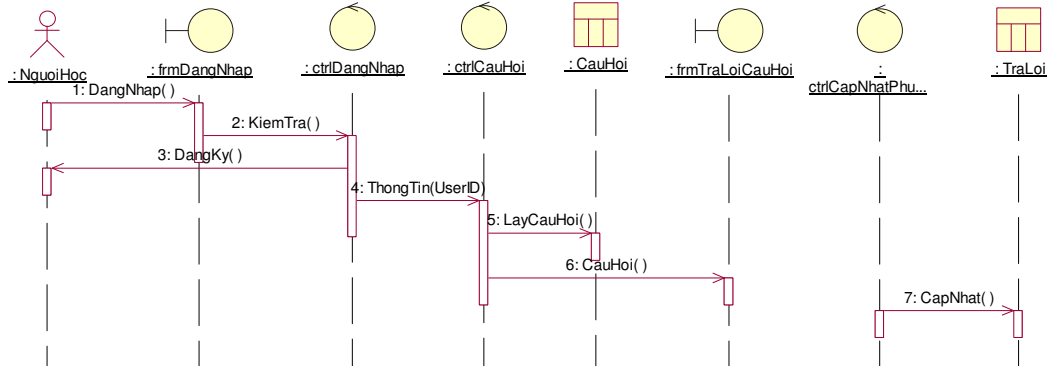 : NguoiHoc
: frmDangNhap
: ctrlDangNhap
: ctrlCauHoi
: CauHoi
: frmTraLoiCauHoi
:
ctrlCapNhatPhu...
: TraLoi
1: DangNhap( )
2: KiemTra( )
3: DangKy( )
4: ThongTin(UserID)
5: LayCauHoi( )
6: CauHoi( )
7: CapNhat( )